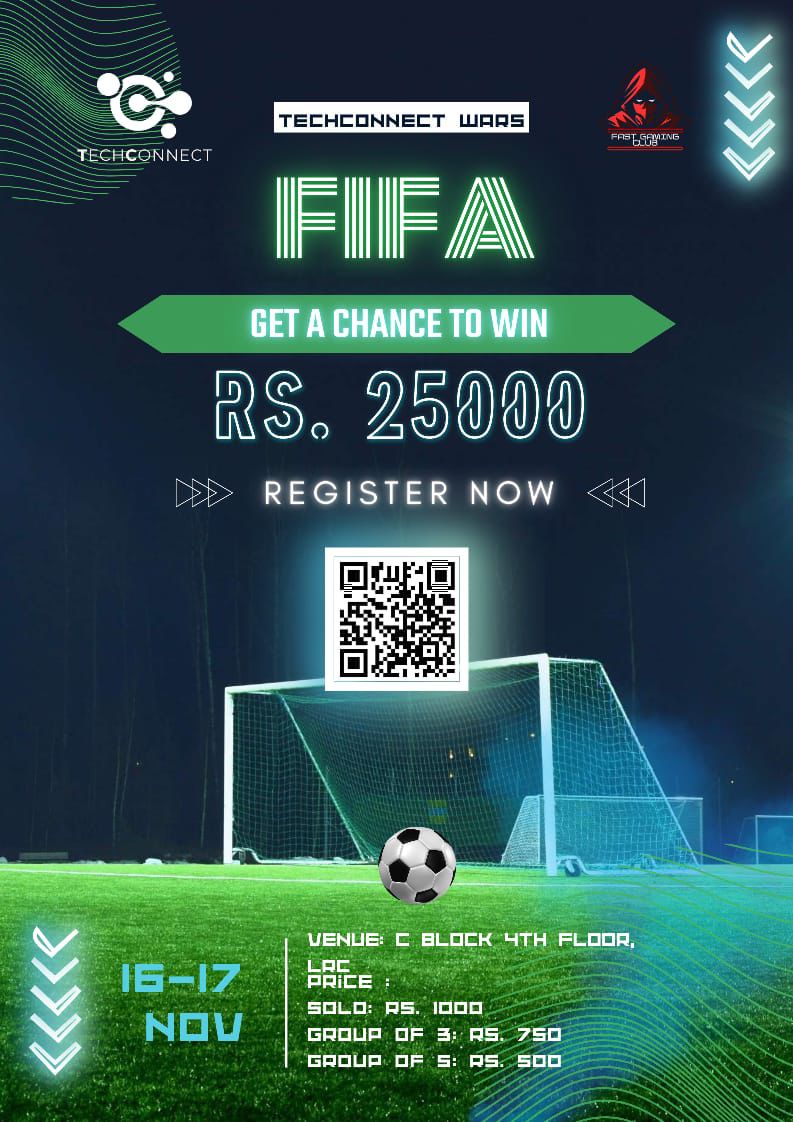 TECHCONNECT
TECHCONNECT WARS
FAST GAMING
CLUB
FIFA
GET A CHANCE TO WIN
RS. 25000
REGISTER NOW
16-17
NOV
VENUE: C BLOCK 4TH FLOOR,
LRC
PRICE :
SOLO: RS. 1000
GROUP OF 3: RS. 750
GROUP OF 5: RS. 500